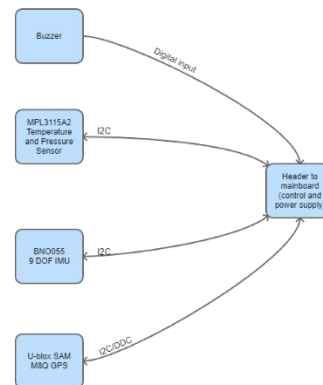 Buzzer
Digital input
MPL3115A2
Temperature
and Pressure
Sensor
I2C
Header to
mainboard
(control and
power supply)
BNO055
9 DOF IMU
I2C
U-blox SAM
M8Q GPS
I2C/DDC